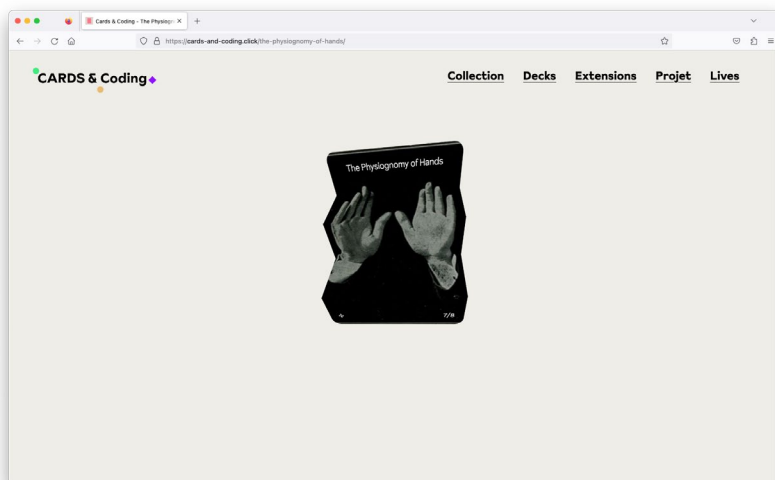 Cards & Coding – The Physiogn
https://cards-and-coding.click/the-physiognomy-of-hands/
CARDS & Coding
Collection Decks Extensions Projet Lives
The Physiognomy of Hands
7/9